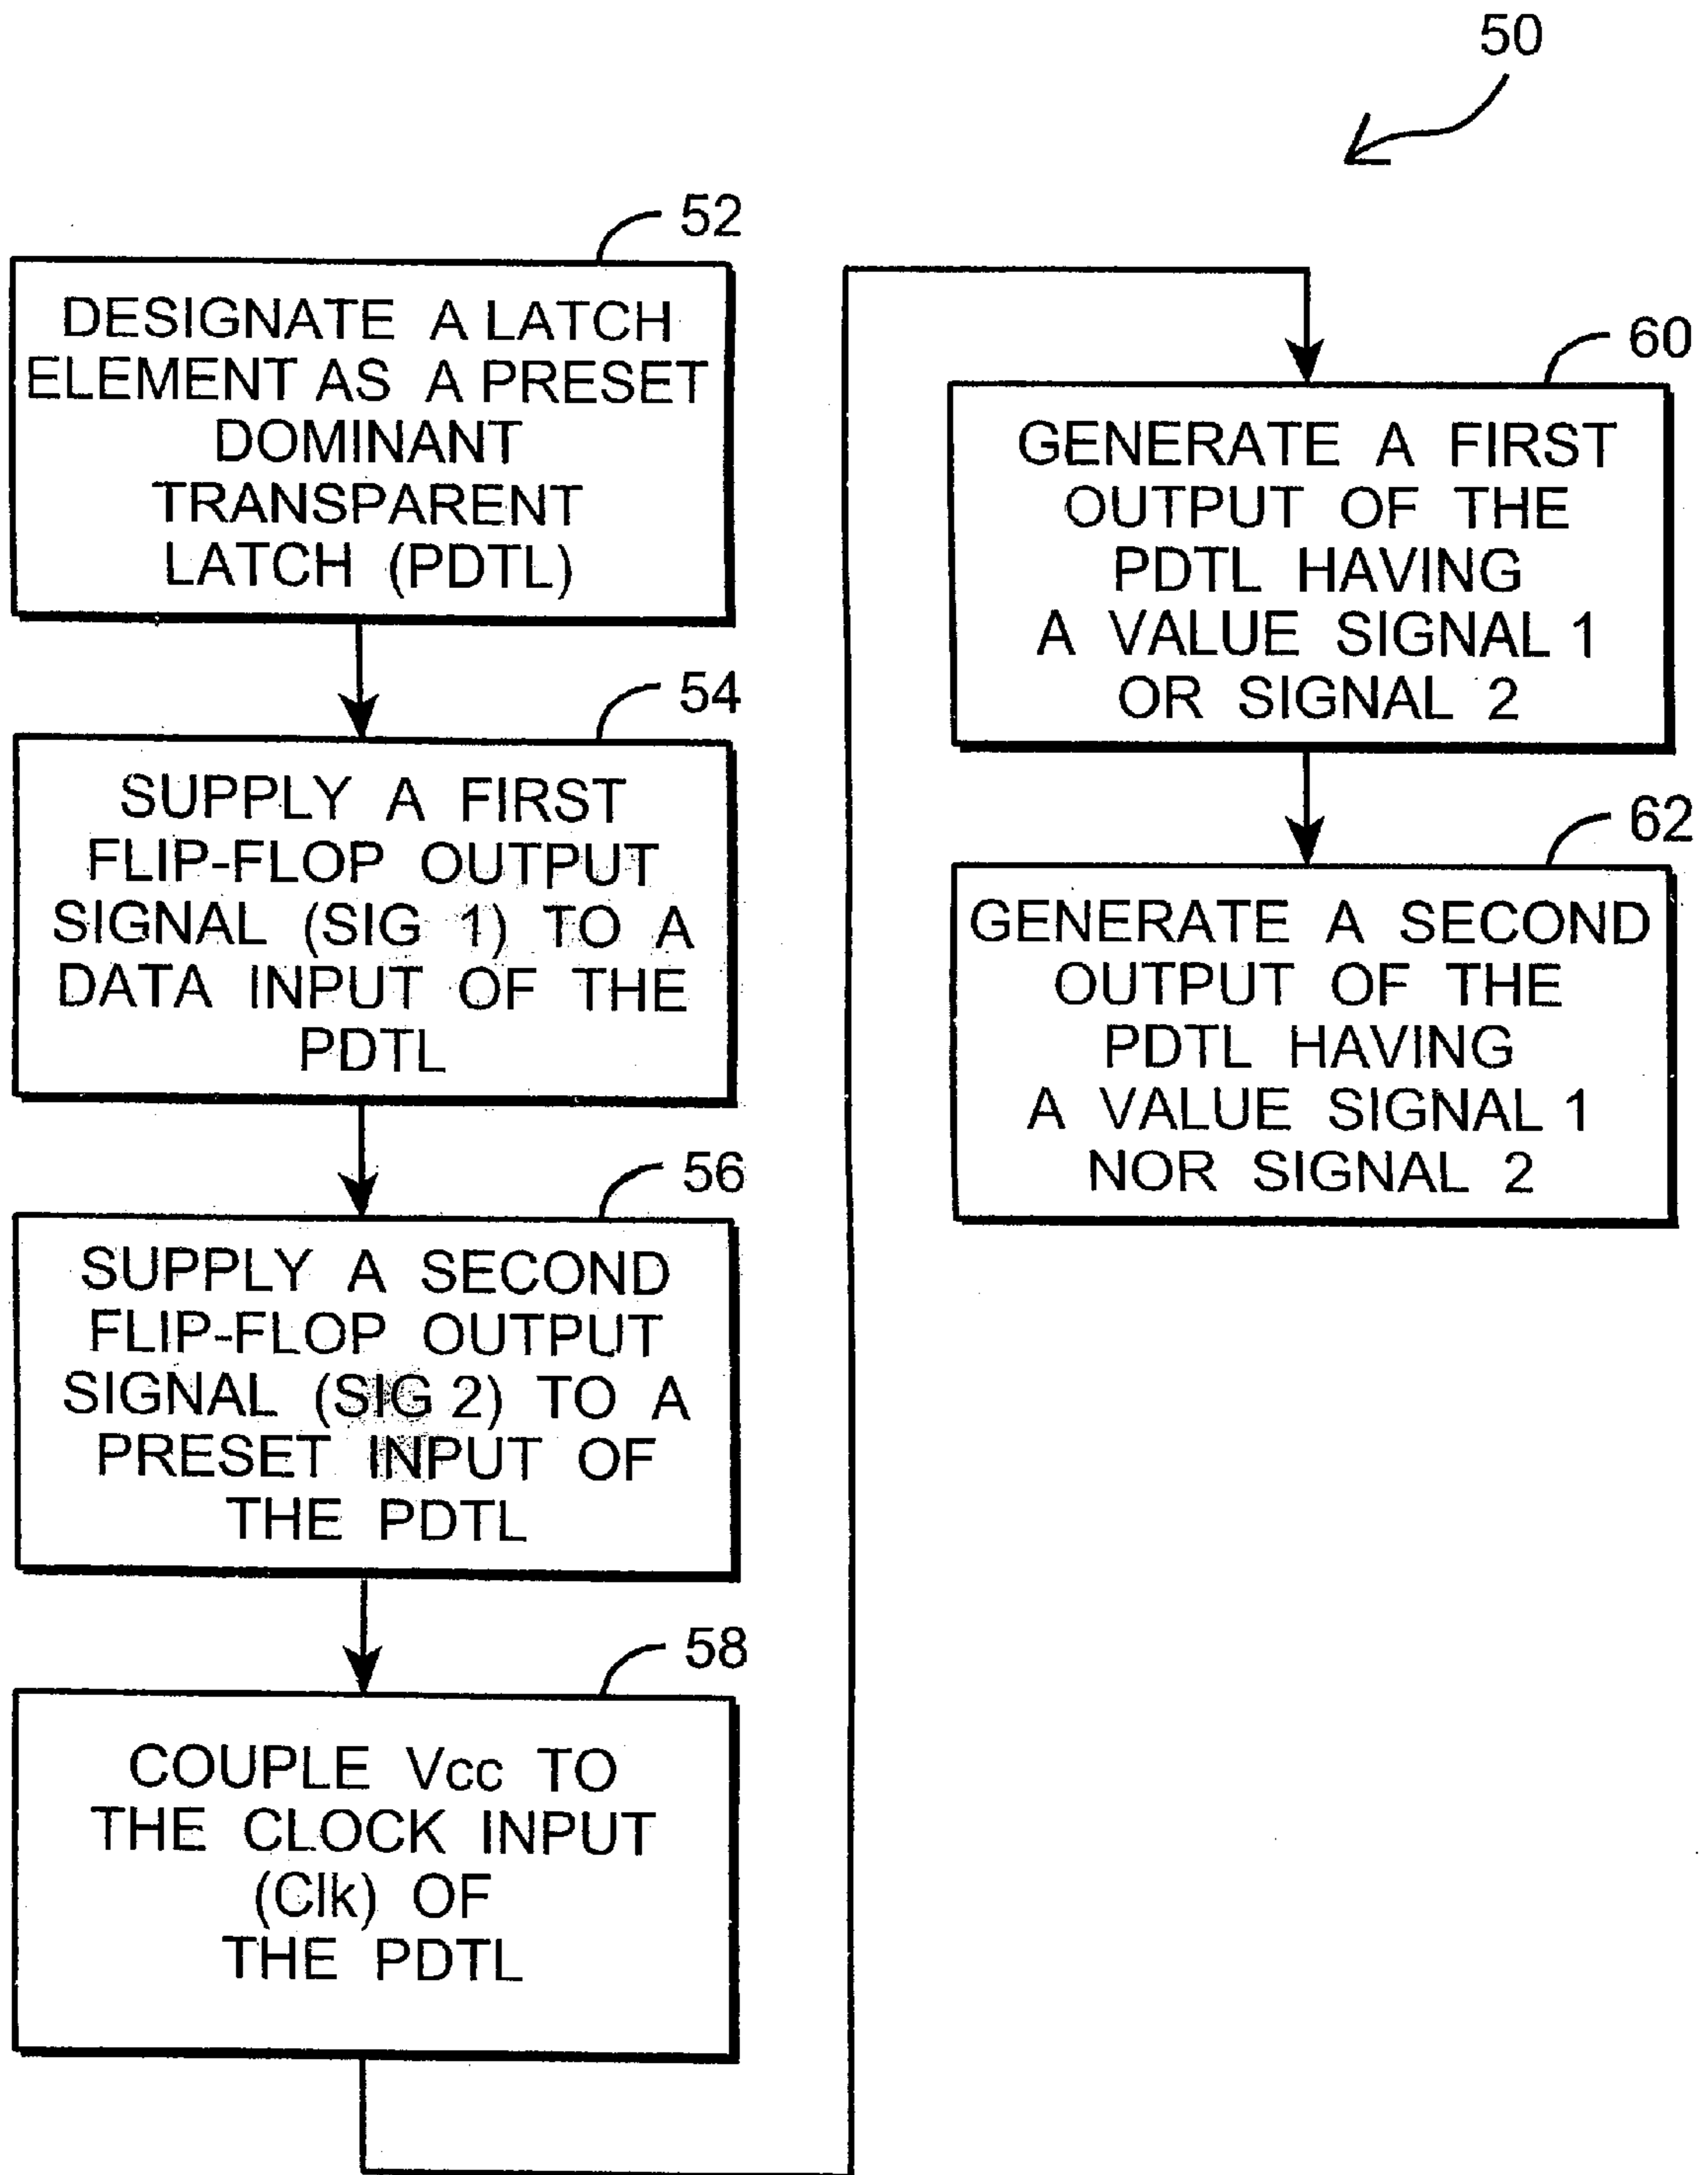 50
52
DESIGNATE A LATCH
ELEMENT AS A PRESET
DOMINANT
TRANSPARENT
LATCH (PDTL)
54
SUPPLY A FIRST
FLIP-FLOP OUTPUT
SIGNAL (SIG 1) TO A
DATA INPUT OF THE
PDTL
56
SUPPLY A SECOND
FLIP-FLOP OUTPUT
SIGNAL (SIG 2) TO A
PRESET INPUT OF
THE PDTL
58
COUPLE Vcc TO
THE CLOCK INPUT
(Clk) OF
THE PDTL
60
GENERATE A FIRST
OUTPUT OF THE
PDTL HAVING
A VALUE SIGNAL 1
OR SIGNAL 2
62
GENERATE A SECOND
OUTPUT OF THE
PDTL HAVING
A VALUE SIGNAL 1
NOR SIGNAL 2